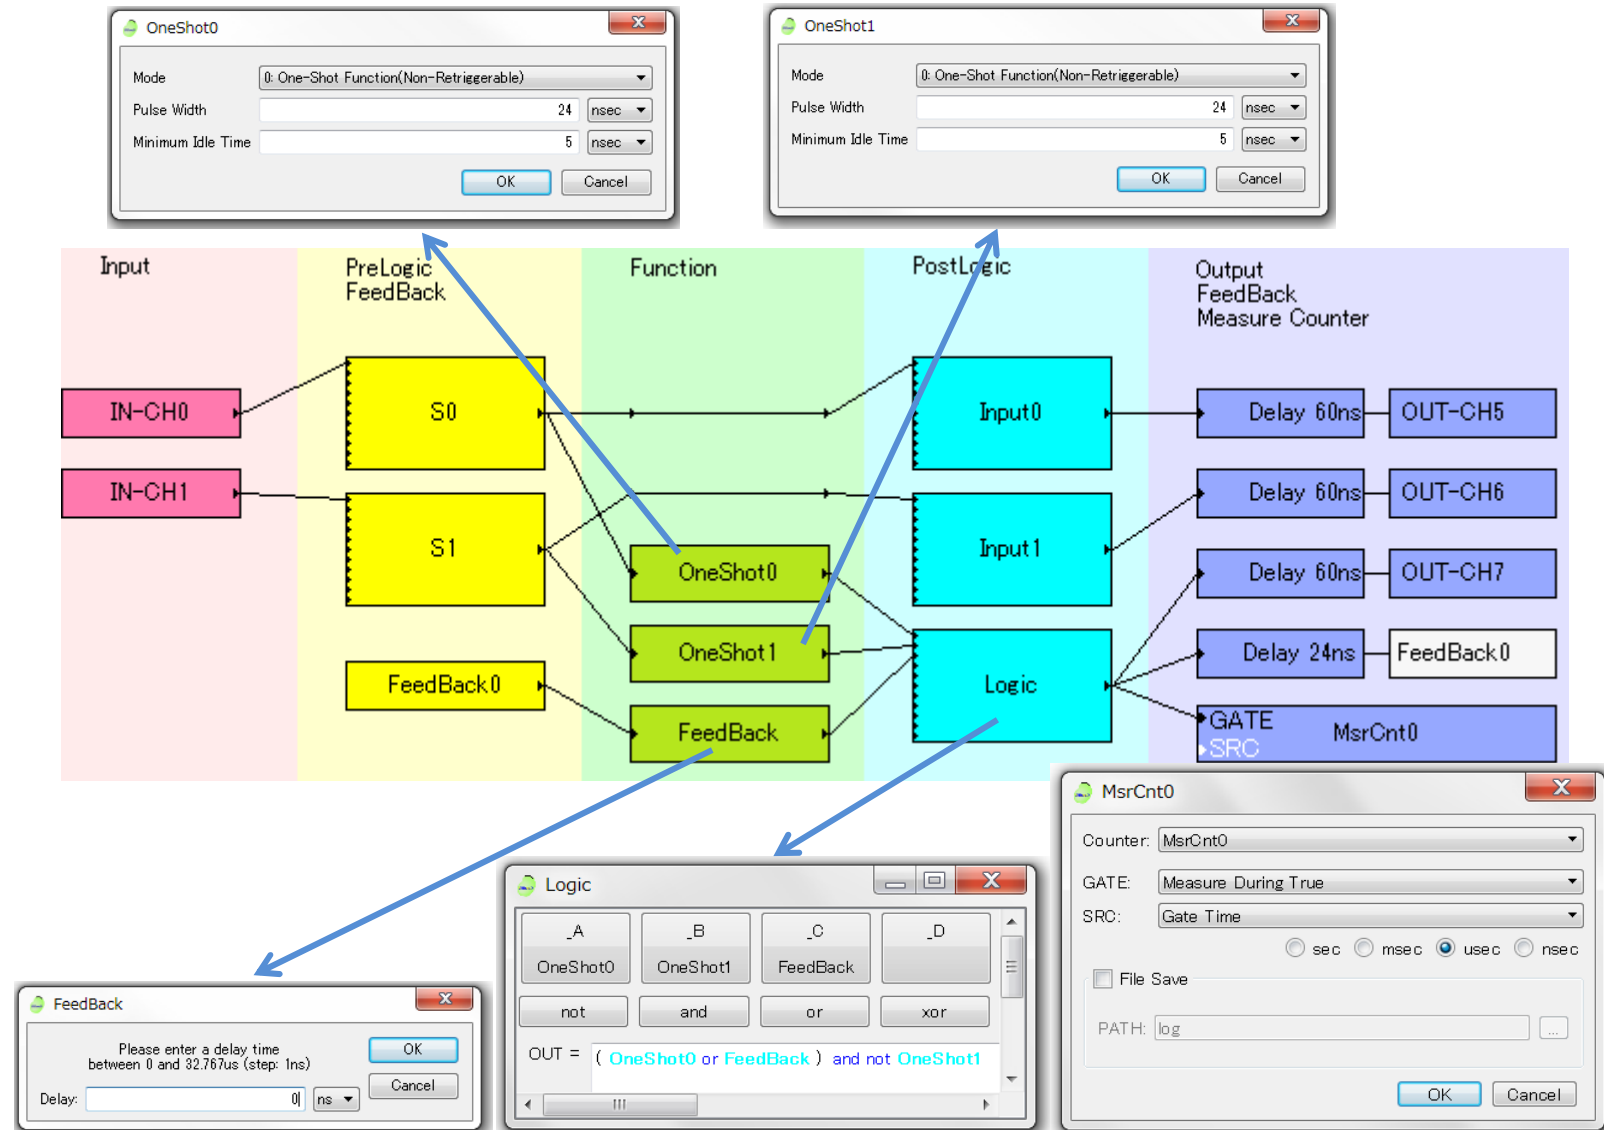 OneShot0
Mode
0: One-Shot Function(Non-Retriggerable)
Pulse Width
24
nsec
Minimum Idle Time
5
nsec
OK
Cancel
OneShot1
Mode
0: One-Shot Function(Non-Retriggerable)
Pulse Width
24
nsec
Minimum Idle Time
5
nsec
OK
Cancel
Input
PreLogic
FeedBack
Function
PostLogic
Output
FeedBack
Measure Counter
IN-CH0
S0
Input0
Delay 60ns
OUT-CH5
IN-CH1
S1
Input1
Delay 60ns
OUT-CH6
OneShot0
Delay 60ns
OUT-CH7
OneShot1
Delay 24ns
FeedBack0
FeedBack0
Logic
FeedBack
GATE
SRC
MsrCnt0
MsrCnt0
Counter:
MsrCnt0
GATE:
Measure During True
SRC:
Gate Time
sec
msec
usec
nsec
File Save
PATH:
log
...
OK
Cancel
Logic
_A
OneShot0
_B
OneShot1
_C
FeedBack
_D
not
and
or
xor
OUT =
( OneShot0 or FeedBack ) and not OneShot1
FeedBack
Please enter a delay time
between 0 and 32.767us (step: 1ns)
OK
Cancel
Delay:
0
ns